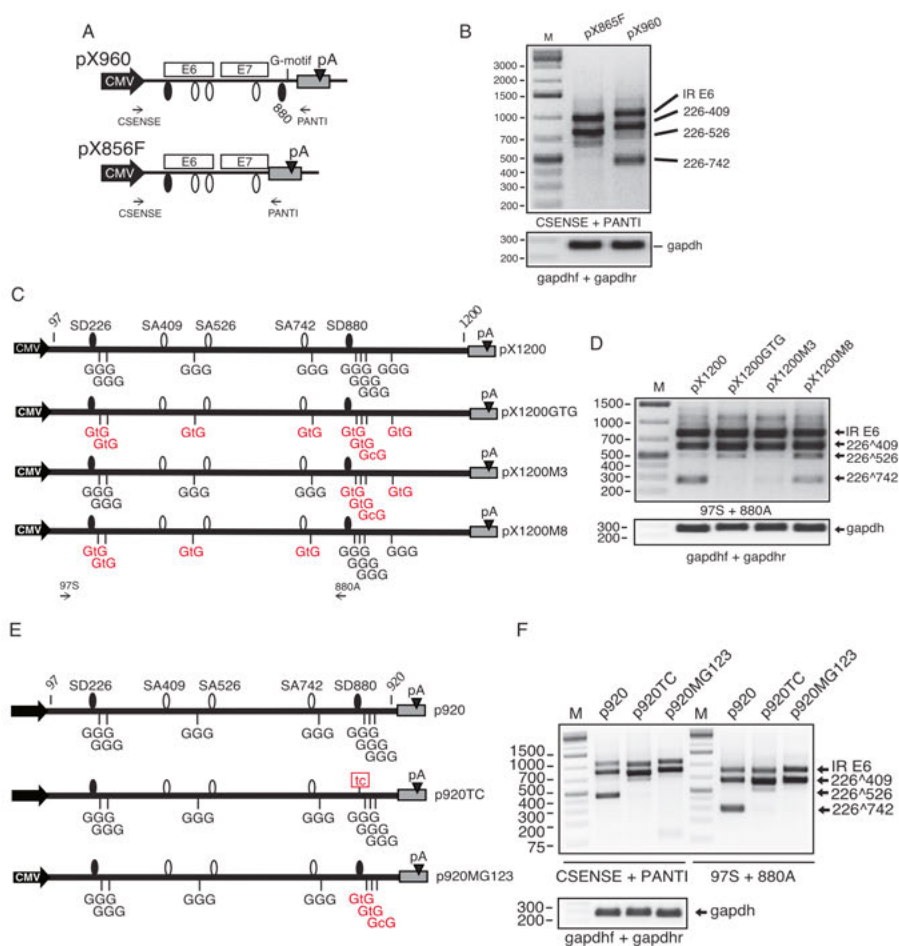 A
pX960
CMV
E6
E7
G-motif
pA
880
CSENSE
PANTI
pX856F
CMV
E6
E7
pA
CSENSE
PANTI
B
M
pX865F
pX960
3000
2000
1500
1000
700
500
400
300
200
IR E6
226-409
226-526
226-742
CSENSE + PANTI
300
200
gapdh
gapdhf + gapdhr
C
97
1200
SD226
SA409
SA526
SA742
SD880
pA
CMV
pX1200
GGG
GGG
GGG
GGG
GGG
GGG
GGG
GGG
pA
CMV
pX1200GTG
GtG
GtG
GtG
GtG
GtG
GtG
GcG
GtG
pA
CMV
pX1200M3
GGG
GGG
GGG
GGG
GtG
GtG
GcG
GtG
pA
CMV
pX1200M8
GtG
GtG
GtG
GtG
GGG
GGG
GGG
GGG
97S
880A
D
M
pX1200
pX1200GTG
pX1200M3
pX1200M8
1500
1000
700
500
400
300
200
IR E6
226^409
226^526
226^742
97S + 880A
300
200
gapdh
gapdhf + gapdhr
E
97
920
SD226
SA409
SA526
SA742
SD880
pA
p920
GGG
GGG
GGG
GGG
GGG
GGG
GGG
tc
pA
p920TC
GGG
GGG
GGG
GGG
GGG
GGG
GGG
pA
CMV
p920MG123
GGG
GGG
GGG
GGG
GtG
GtG
GcG
F
M
p920
p920TC
p920MG123
M
p920
p920TC
p920MG123
1500
1000
700
500
400
300
200
75
IR E6
226^409
226^526
226^742
CSENSE + PANTI
97S + 880A
300
200
gapdh
gapdhf + gapdhr